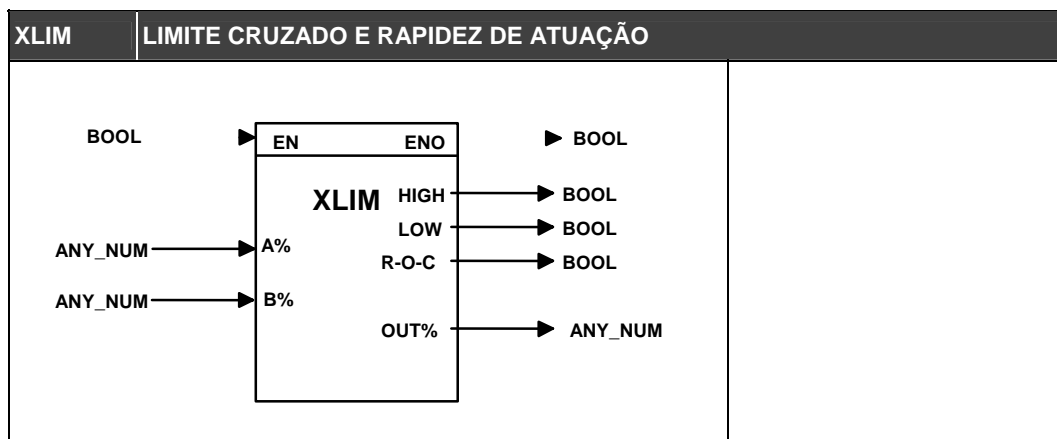 XLIM LIMITE CRUZADO E RAPIDEZ DE ATUAÇÃO
BOOL EN ENO BOOL
XLIM HIGH BOOL
LOW BOOL
ANY_NUM A% R-O-C BOOL
ANY_NUM B%
OUT% ANY_NUM